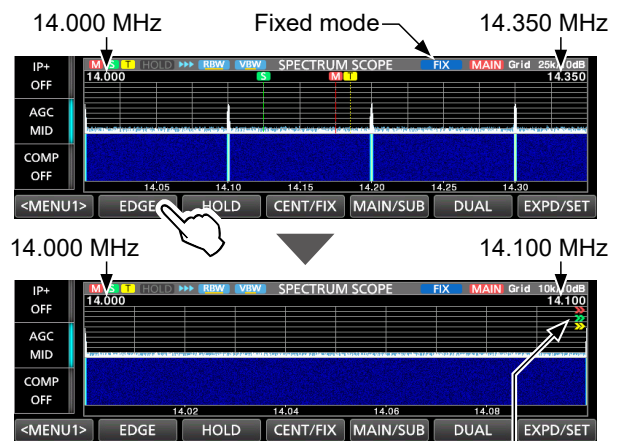 14.000 MHz Fixed mode 14.350 MHz
IP+ M S T HOLD RBW VBW SPECTRUM SCOPE FIX MAIN Grid 25k 0dB
OFF 14.000 14.350
S M T
AGC
MID
COMP
OFF
14.05 14.10 14.15 14.20 14.25 14.30
<MENU1> EDGE HOLD CENT/FIX MAIN/SUB DUAL EXPD/SET
14.000 MHz 14.100 MHz
IP+ M S T HOLD RBW VBW SPECTRUM SCOPE FIX MAIN Grid 10k 0dB
OFF 14.000 14.100
AGC
MID
COMP
OFF
14.02 14.04 14.06 14.08
<MENU1> EDGE HOLD CENT/FIX MAIN/SUB DUAL EXPD/SET